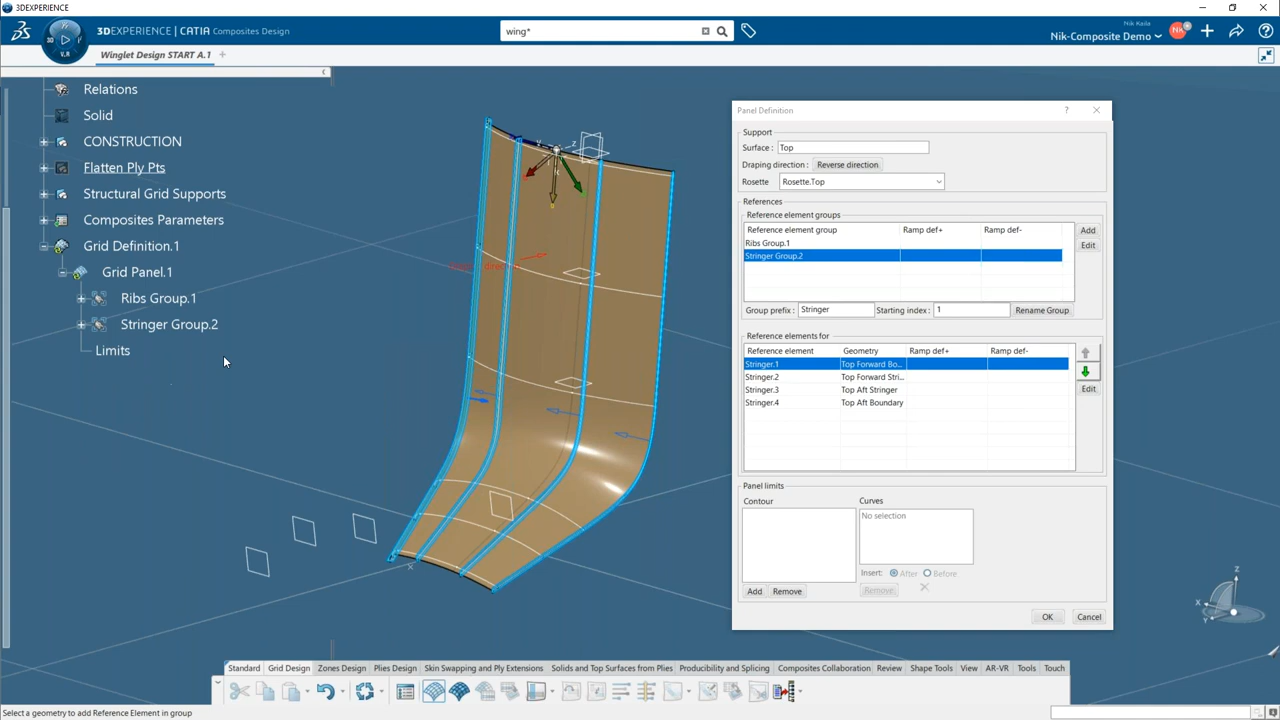 3DEXPERIENCE
3DEXPERIENCE | CATIA Composites Design
wing*
Nik Kada
Nik-Composite Demo
NK
3D
V.R
Winglet Design START A.1
Relations
Solid
CONSTRUCTION
Flatten Ply Pts
Structural Grid Supports
Composites Parameters
Grid Definition.1
Grid Panel.1
Ribs Group.1
Stringer Group.2
Limits
Panel Definition
?
Support
Surface : Top
Draping direction : Reverse direction
Rosette Rosette.Top
References
Reference element groups
Reference element group Ramp def+ Ramp def-
Ribs Group.1
Stringer Group.2
Add
Edit
Group prefix : Stringer Starting index : 1 Rename Group
Reference elements for
Reference element Geometry Ramp def+ Ramp def-
Stringer.1 Top Forward Bo...
Stringer.2 Top Forward Stri...
Stringer.3 Top Aft Stringer
Stringer.4 Top Aft Boundary
Edit
Panel limits
Contour Curves
No selection
Insert: After Before
Add Remove Remove
OK Cancel
Z
X
Y
Standard Grid Design Zones Design Plies Design Skin Swapping and Ply Extensions Solids and Top Surfaces from Plies Producibility and Splicing Composites Collaboration Review Shape Tools View AR-VR Tools Touch
Select a geometry to add Reference Element in group